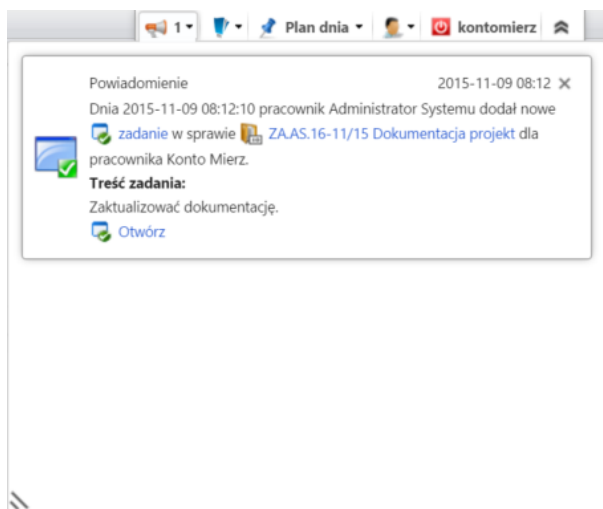 1 Plan dnia kontomierz
Powiadomienie 2015-11-09 08:12
Dnia 2015-11-09 08:12:10 pracownik Administrator Systemu dodał nowe
zadanie w sprawie ZA.AS.16-11/15 Dokumentacja projekt dla
pracownika Konto Mierz.
Treść zadania:
Zaktualizować dokumentację.
Otwórz